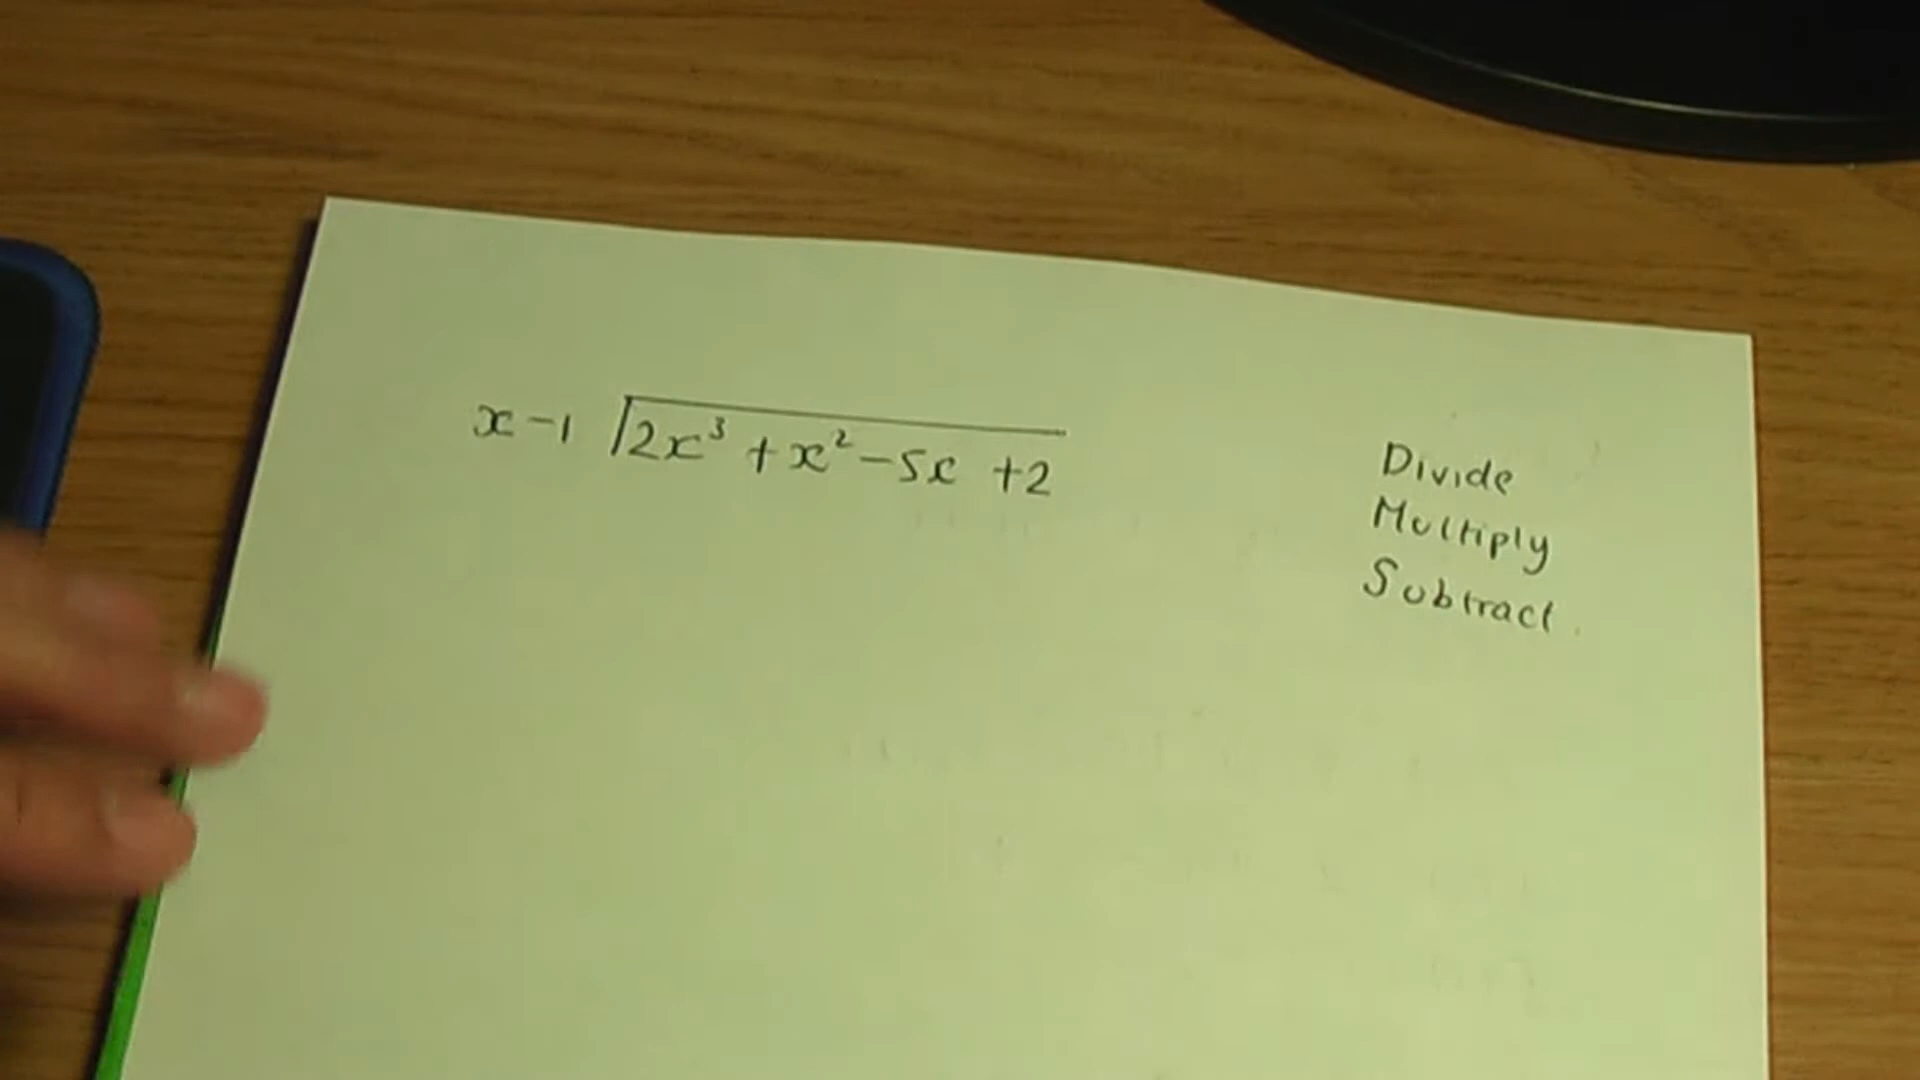 x -1 |2x³ + x² -5x +2
Divide
Multiply
Subtract.